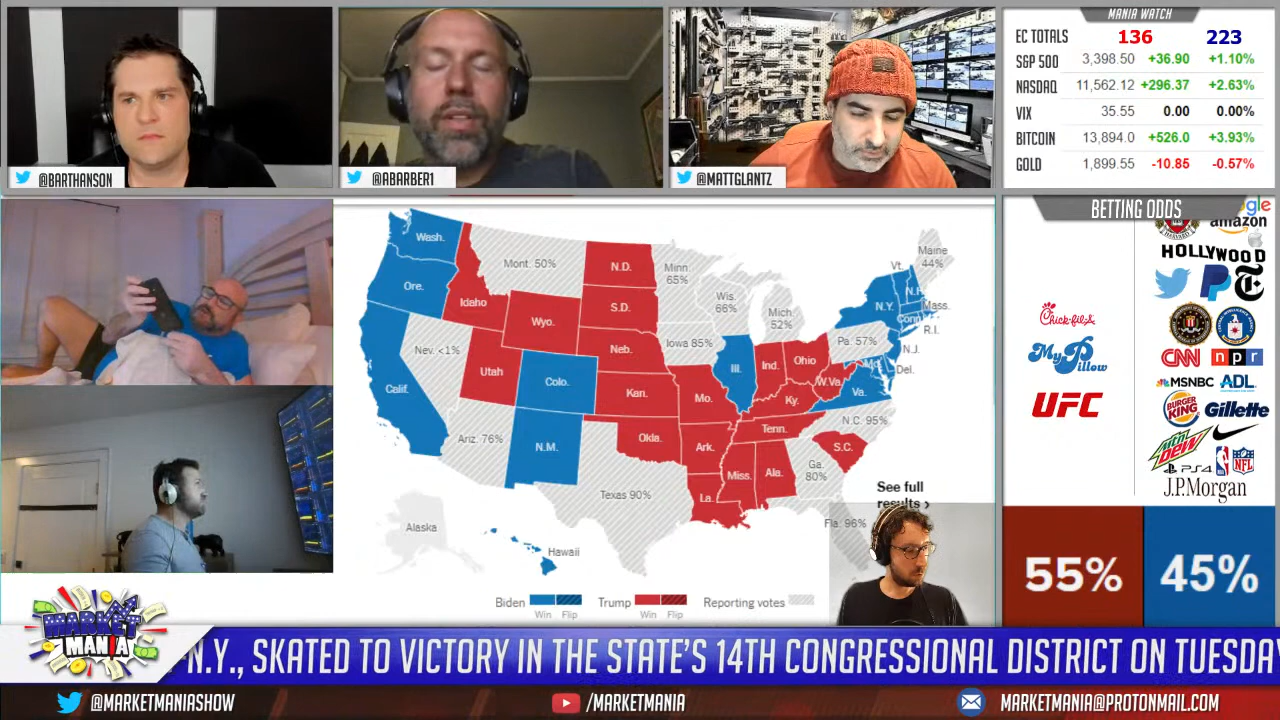 @BARTHANSON
@ABARBER1
@MATTGLANTZ
MANIA WATCH
EC TOTALS 136 223
S&P 500 3,398.50 +36.90 +1.10%
NASDAQ 11,562.12 +296.37 +2.63%
VIX 35.55 0.00 0.00%
BITCOIN 13,894.0 +526.0 +3.93%
GOLD 1,899.55 -10.85 -0.57%
Wash.
Ore.
Calif.
Idaho
Nev. <1%
Mont. 50%
Wyo.
Utah
Colo.
Ariz. 76%
N.M.
N.D.
S.D.
Neb.
Kan.
Okla.
Texas 90%
Minn.
65%
Iowa 85%
Mo.
Ark.
La.
Wis.
66%
Ill.
Mich.
52%
Ind.
Ohio
Ky.
Tenn.
Miss.
Ala.
Ga.
80%
Fla. 96%
S.C.
N.C. 95%
W.Va.
Va.
Pa. 57%
N.Y.
Vt.
N.H.
Maine
44%
Mass.
Conn.
R.I.
N.J.
Del.
Md.
Alaska
Hawaii
See full
results ›
Biden
Win Flip
Trump
Win Flip
Reporting votes
BETTING ODDS
gle
HARVARD
amazon
HOLLYWOOD
Chick-fil-A
MyPillow
UFC
CNN npr
MSNBC ADL
BURGER
KING
Gillette
MTN
DEW
PS4 NBA NFL
J.P.Morgan
55% 45%
MARKET
MANIA
-N.Y., SKATED TO VICTORY IN THE STATE'S 14TH CONGRESSIONAL DISTRICT ON TUESDA
@MARKETMANIASHOW
/MARKETMANIA
MARKETMANIA@PROTONMAIL.COM